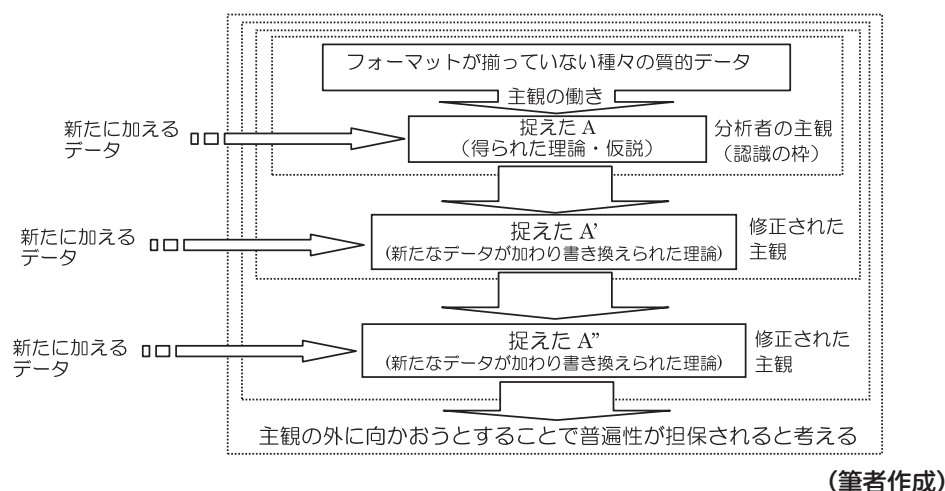 フォーマットが揃っていない種々の質的データ
主観の働き
新たに加える
データ
捉えた A
（得られた理論・仮説）
分析者の主観
（認識の枠）
新たに加える
データ
捉えた A’
(新たなデータが加わり書き換えられた理論)
修正された
主観
新たに加える
データ
捉えた A”
(新たなデータが加わり書き換えられた理論)
修正された
主観
主観の外に向かおうとすることで普遍性が担保されると考える
（筆者作成）